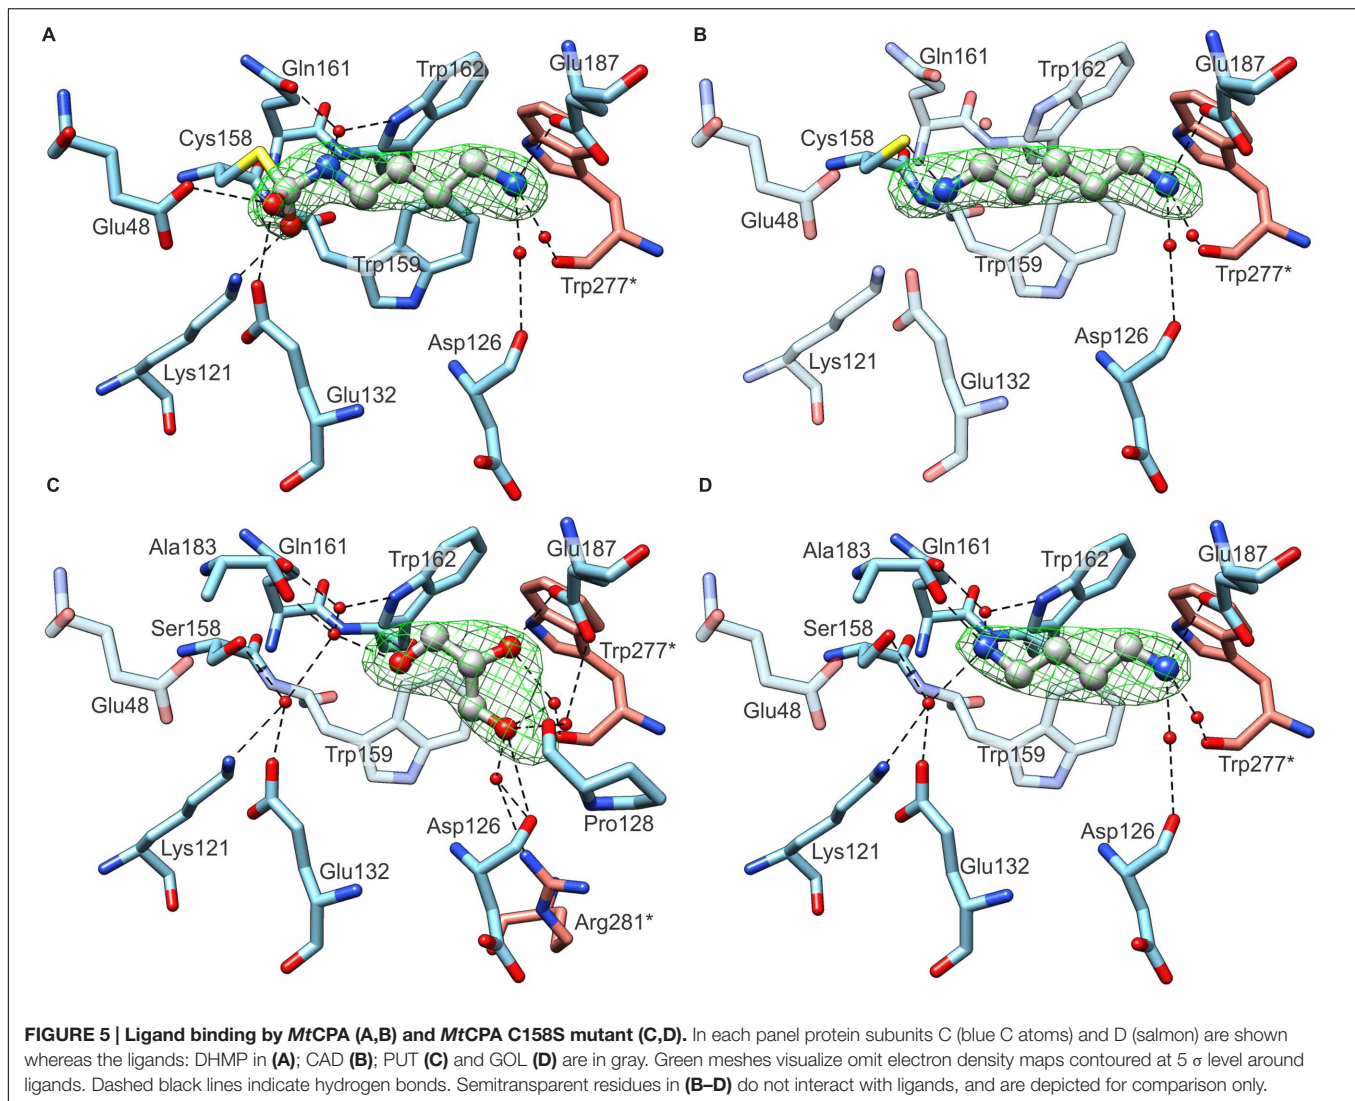 A
Gln161
Trp162
Glu187
Cys158
Glu48
Trp159
Trp277*
Asp126
Lys121
Glu132
B
Gln161
Trp162
Glu187
Cys158
Glu48
Trp159
Trp277*
Asp126
Lys121
Glu132
C
Ala183
Gln161
Trp162
Glu187
Ser158
Glu48
Trp277*
Trp159
Asp126
Pro128
Lys121
Glu132
Arg281*
D
Ala183
Gln161
Trp162
Glu187
Ser158
Glu48
Trp159
Trp277*
Asp126
Lys121
Glu132
FIGURE 5 | Ligand binding by MtCPA (A,B) and MtCPA C158S mutant (C,D). In each panel protein subunits C (blue C atoms) and D (salmon) are shown
whereas the ligands: DHMP in (A); CAD (B); PUT (C) and GOL (D) are in gray. Green meshes visualize omit electron density maps contoured at 5 σ level around
ligands. Dashed black lines indicate hydrogen bonds. Semitransparent residues in (B–D) do not interact with ligands, and are depicted for comparison only.